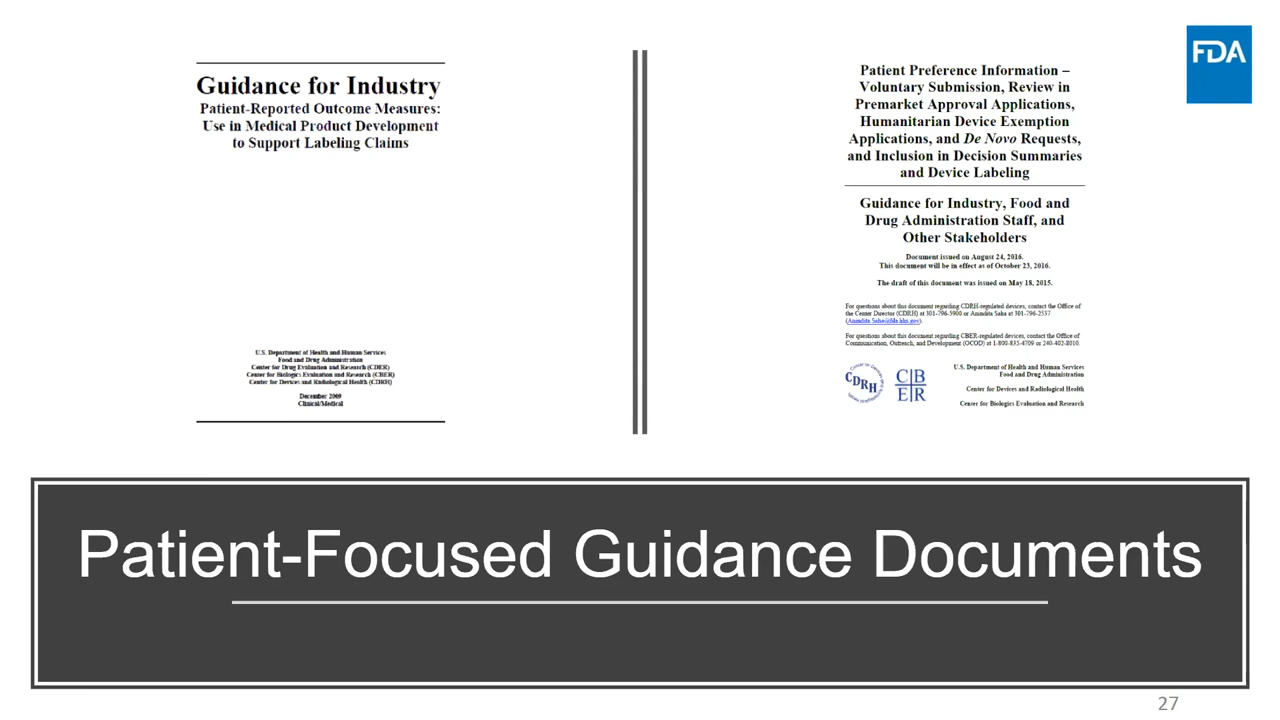 Guidance for Industry
Patient-Reported Outcome Measures:
Use in Medical Product Development
to Support Labeling Claims
U.S. Department of Health and Human Services
Food and Drug Administration
Center for Drug Evaluation and Research (CDER)
Center for Biologics Evaluation and Research (CBER)
Center for Devices and Radiological Health (CDRH)
December 2009
Clinical/Medical
FDA
Patient Preference Information –
Voluntary Submission, Review in
Premarket Approval Applications,
Humanitarian Device Exemption
Applications, and De Novo Requests,
and Inclusion in Decision Summaries
and Device Labeling
Guidance for Industry, Food and
Drug Administration Staff, and
Other Stakeholders
Document issued on August 24, 2016.
This document will be in effect as of October 23, 2016.
The draft of this document was issued on May 18, 2015.
For questions about this document regarding CDRH-regulated devices, contact the Office of
the Center Director (CDRH) at 301-796-5900 or Anindita Saha at 301-796-2537
(Anindita.Saha@fda.hhs.gov).
For questions about this document regarding CBER-regulated devices, contact the Office of
Communication, Outreach, and Development (OCOD) at 1-800-835-4709 or 240-402-8010.
CDRH
CB
ER
U.S. Department of Health and Human Services
Food and Drug Administration
Center for Devices and Radiological Health
Center for Biologics Evaluation and Research
Patient-Focused Guidance Documents
27